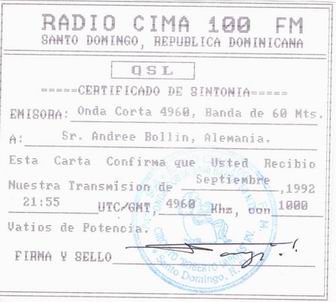 RADIO CIMA 100 FM
SANTO DOMINGO, REPUBLICA DOMINICANA
QSL
=====CERTIFICADO DE SINTONIA=====
EMISORA: Onda Corta 4960, Banda de 60 Mts.
A: Sr. Andree Bollin, Alemania.
Esta Carta Confirma que Usted Recibio
Nuestra Transmision de Septiembre ,1992
21:55 UTC/GMT, 4960 Khz, con 1000
Vatios de Potencia.
FIRMA Y SELLO
Santo Domingo, R.